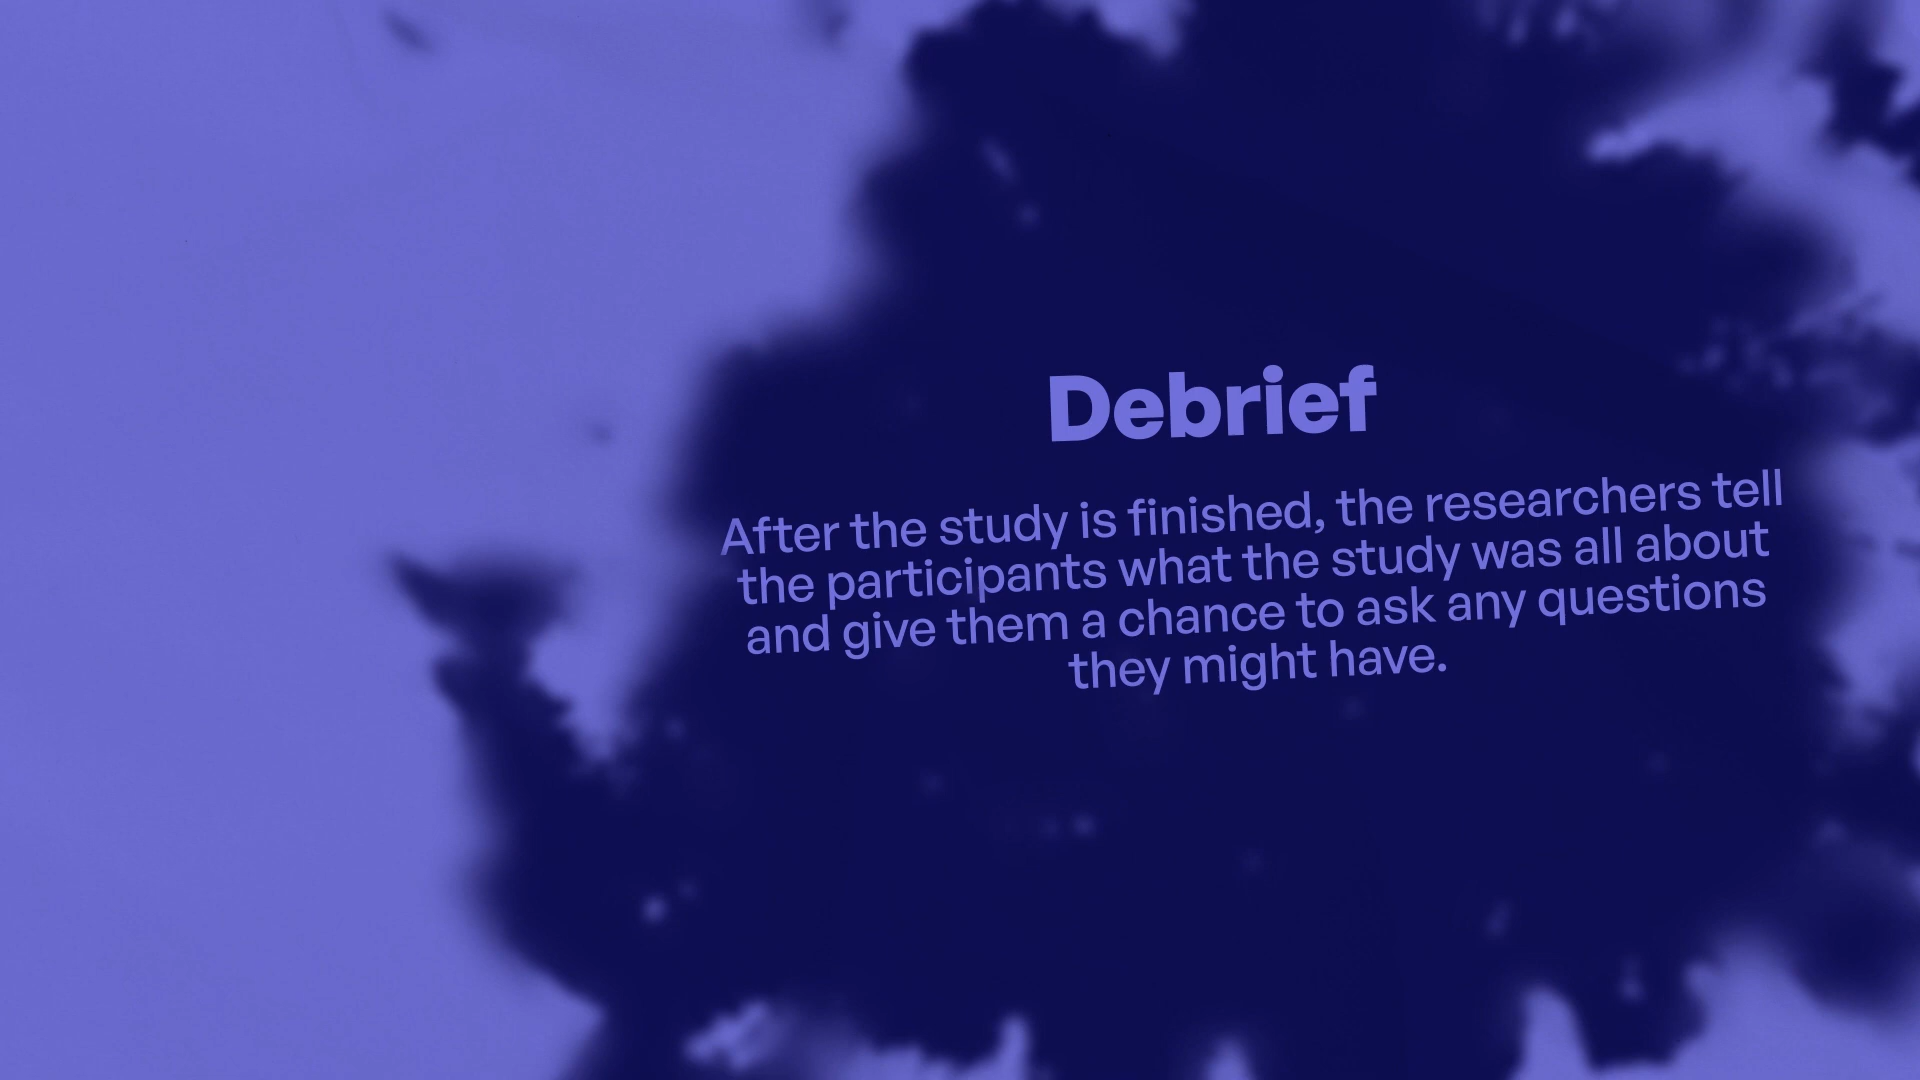 Debrief
After the study is finished, the researchers tell
the participants what the study was all about
and give them a chance to ask any questions
they might have.